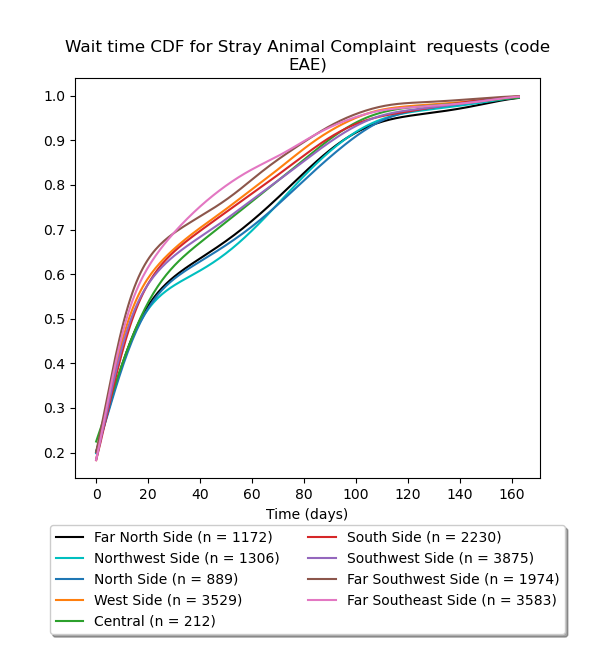 Wait time CDF for Stray Animal Complaint  requests (code
EAE)
1.0
0.9
0.8
0.7
0.6
0.5
0.4
0.3
0.2
0 20 40 60 80 100 120 140 160
Time (days)
Far North Side (n = 1172)
Northwest Side (n = 1306)
North Side (n = 889)
West Side (n = 3529)
Central (n = 212)
South Side (n = 2230)
Southwest Side (n = 3875)
Far Southwest Side (n = 1974)
Far Southeast Side (n = 3583)